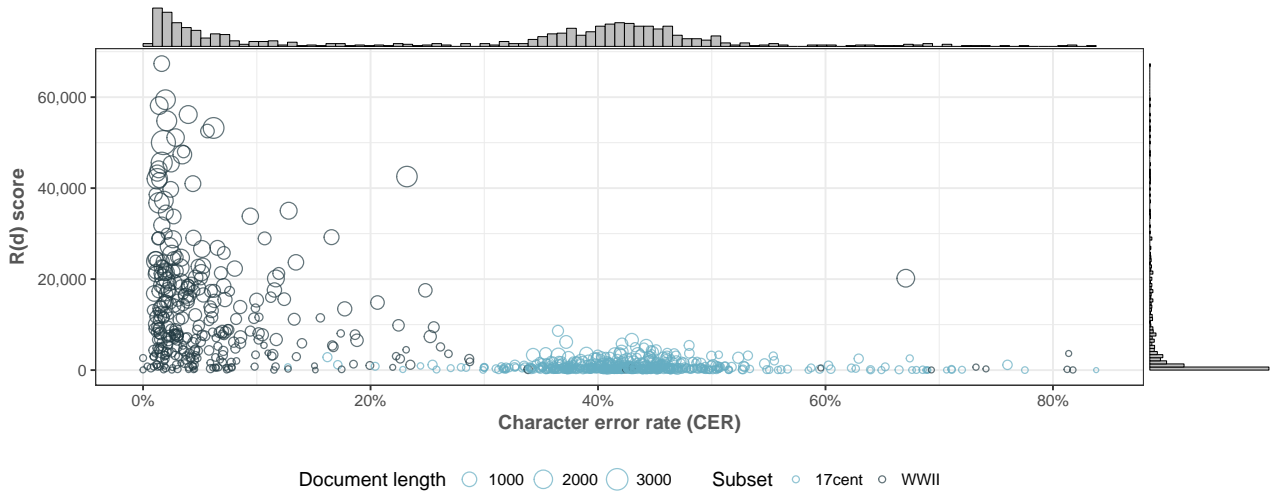 R(d) score
60,000
40,000
20,000
0
0% 20% 40% 60% 80%
Character error rate (CER)
Document length 1000 2000 3000 Subset 17cent WWII